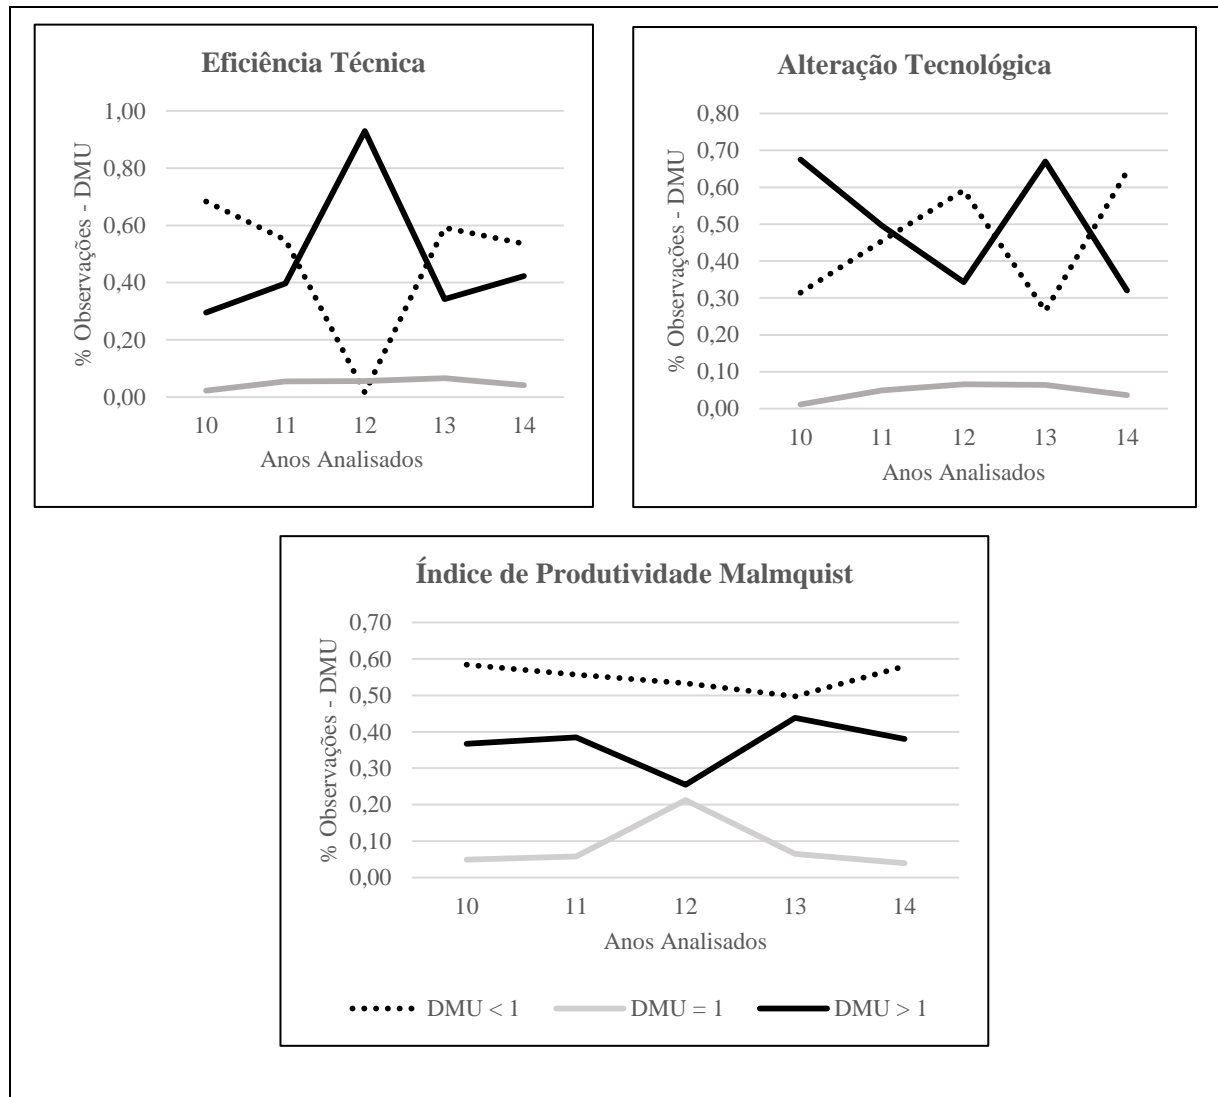 Eficiência Técnica
% Observações - DMU
1,00
0,80
0,60
0,40
0,20
0,00
10 11 12 13 14
Anos Analisados
Alteração Tecnológica
% Observações - DMU
0,80
0,70
0,60
0,50
0,40
0,30
0,20
0,10
0,00
10 11 12 13 14
Anos Analisados
Índice de Produtividade Malmquist
% Observações - DMU
0,70
0,60
0,50
0,40
0,30
0,20
0,10
0,00
10 11 12 13 14
Anos Analisados
DMU < 1 DMU = 1 DMU > 1